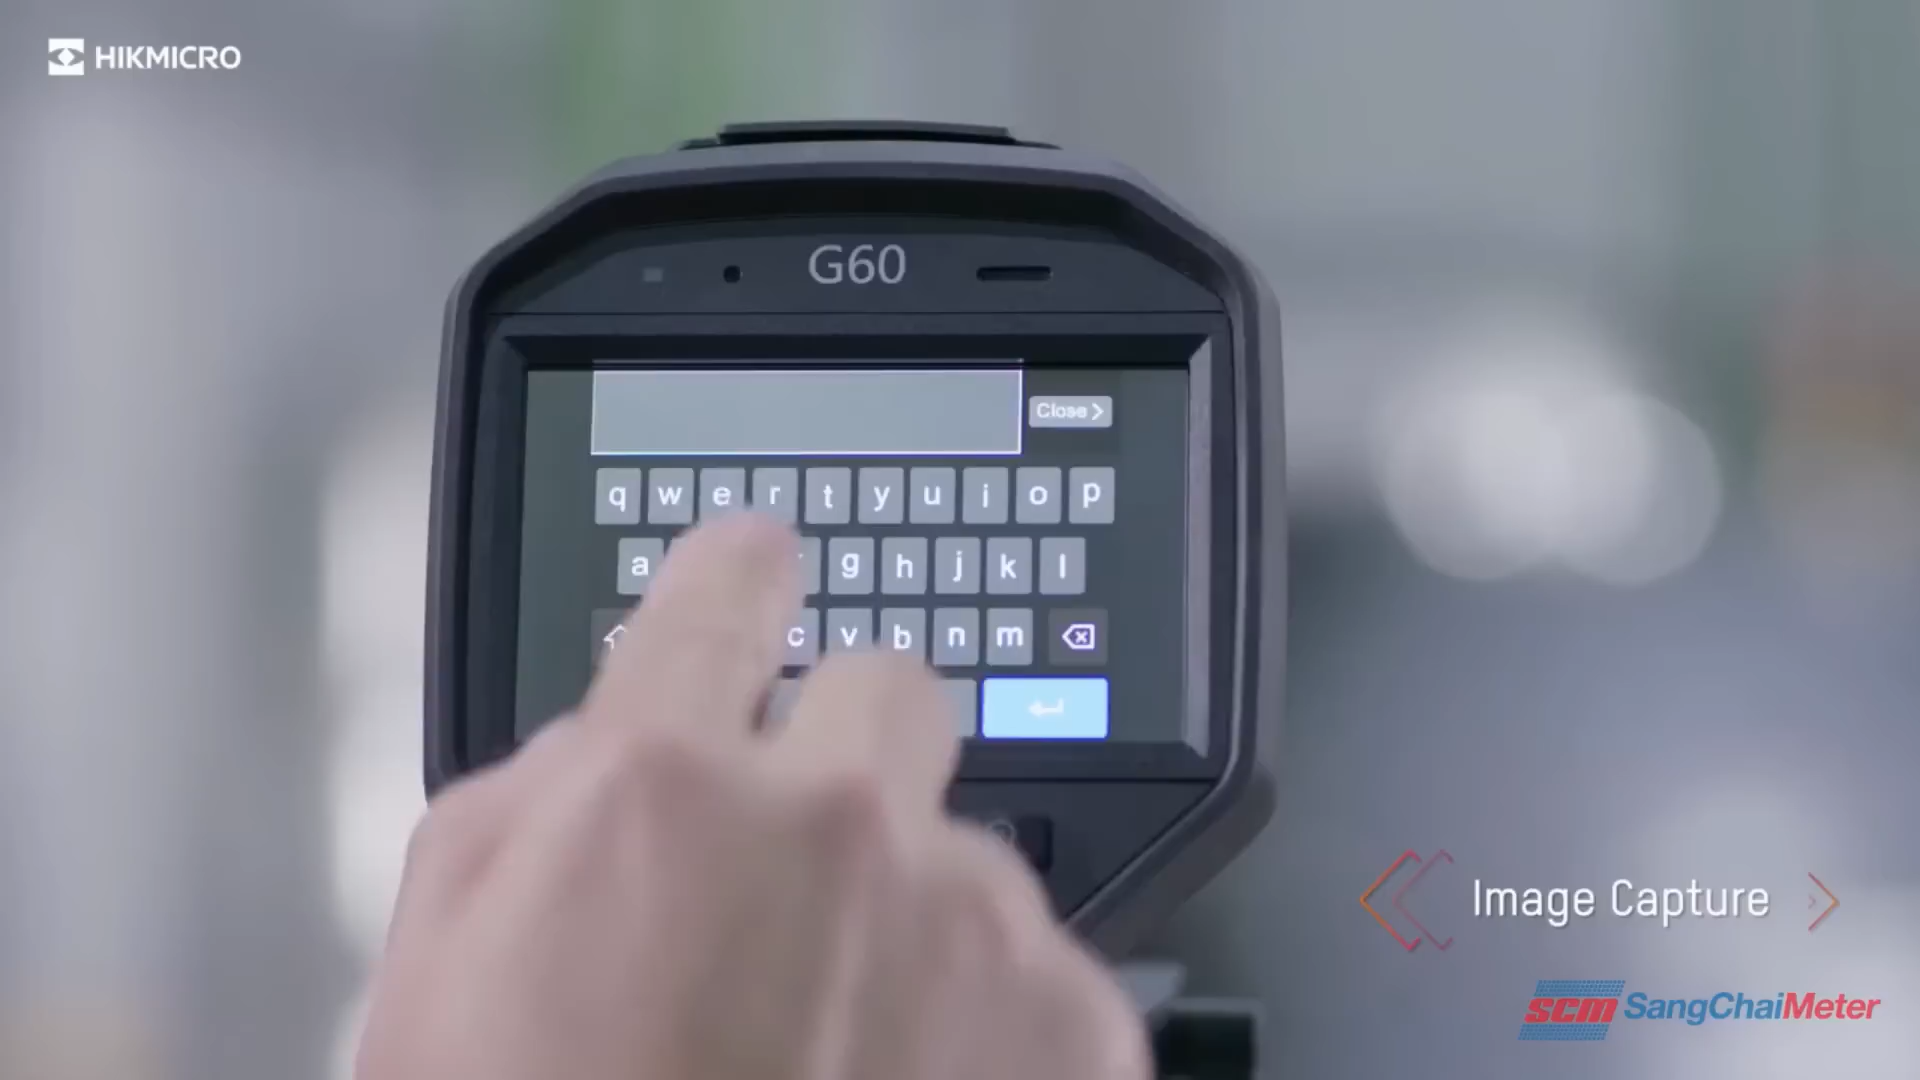 HIKMICRO
G60
Close >
q w e r t y u i o p
a g h j k l
c v b n m
Image Capture
scm SangChaiMeter